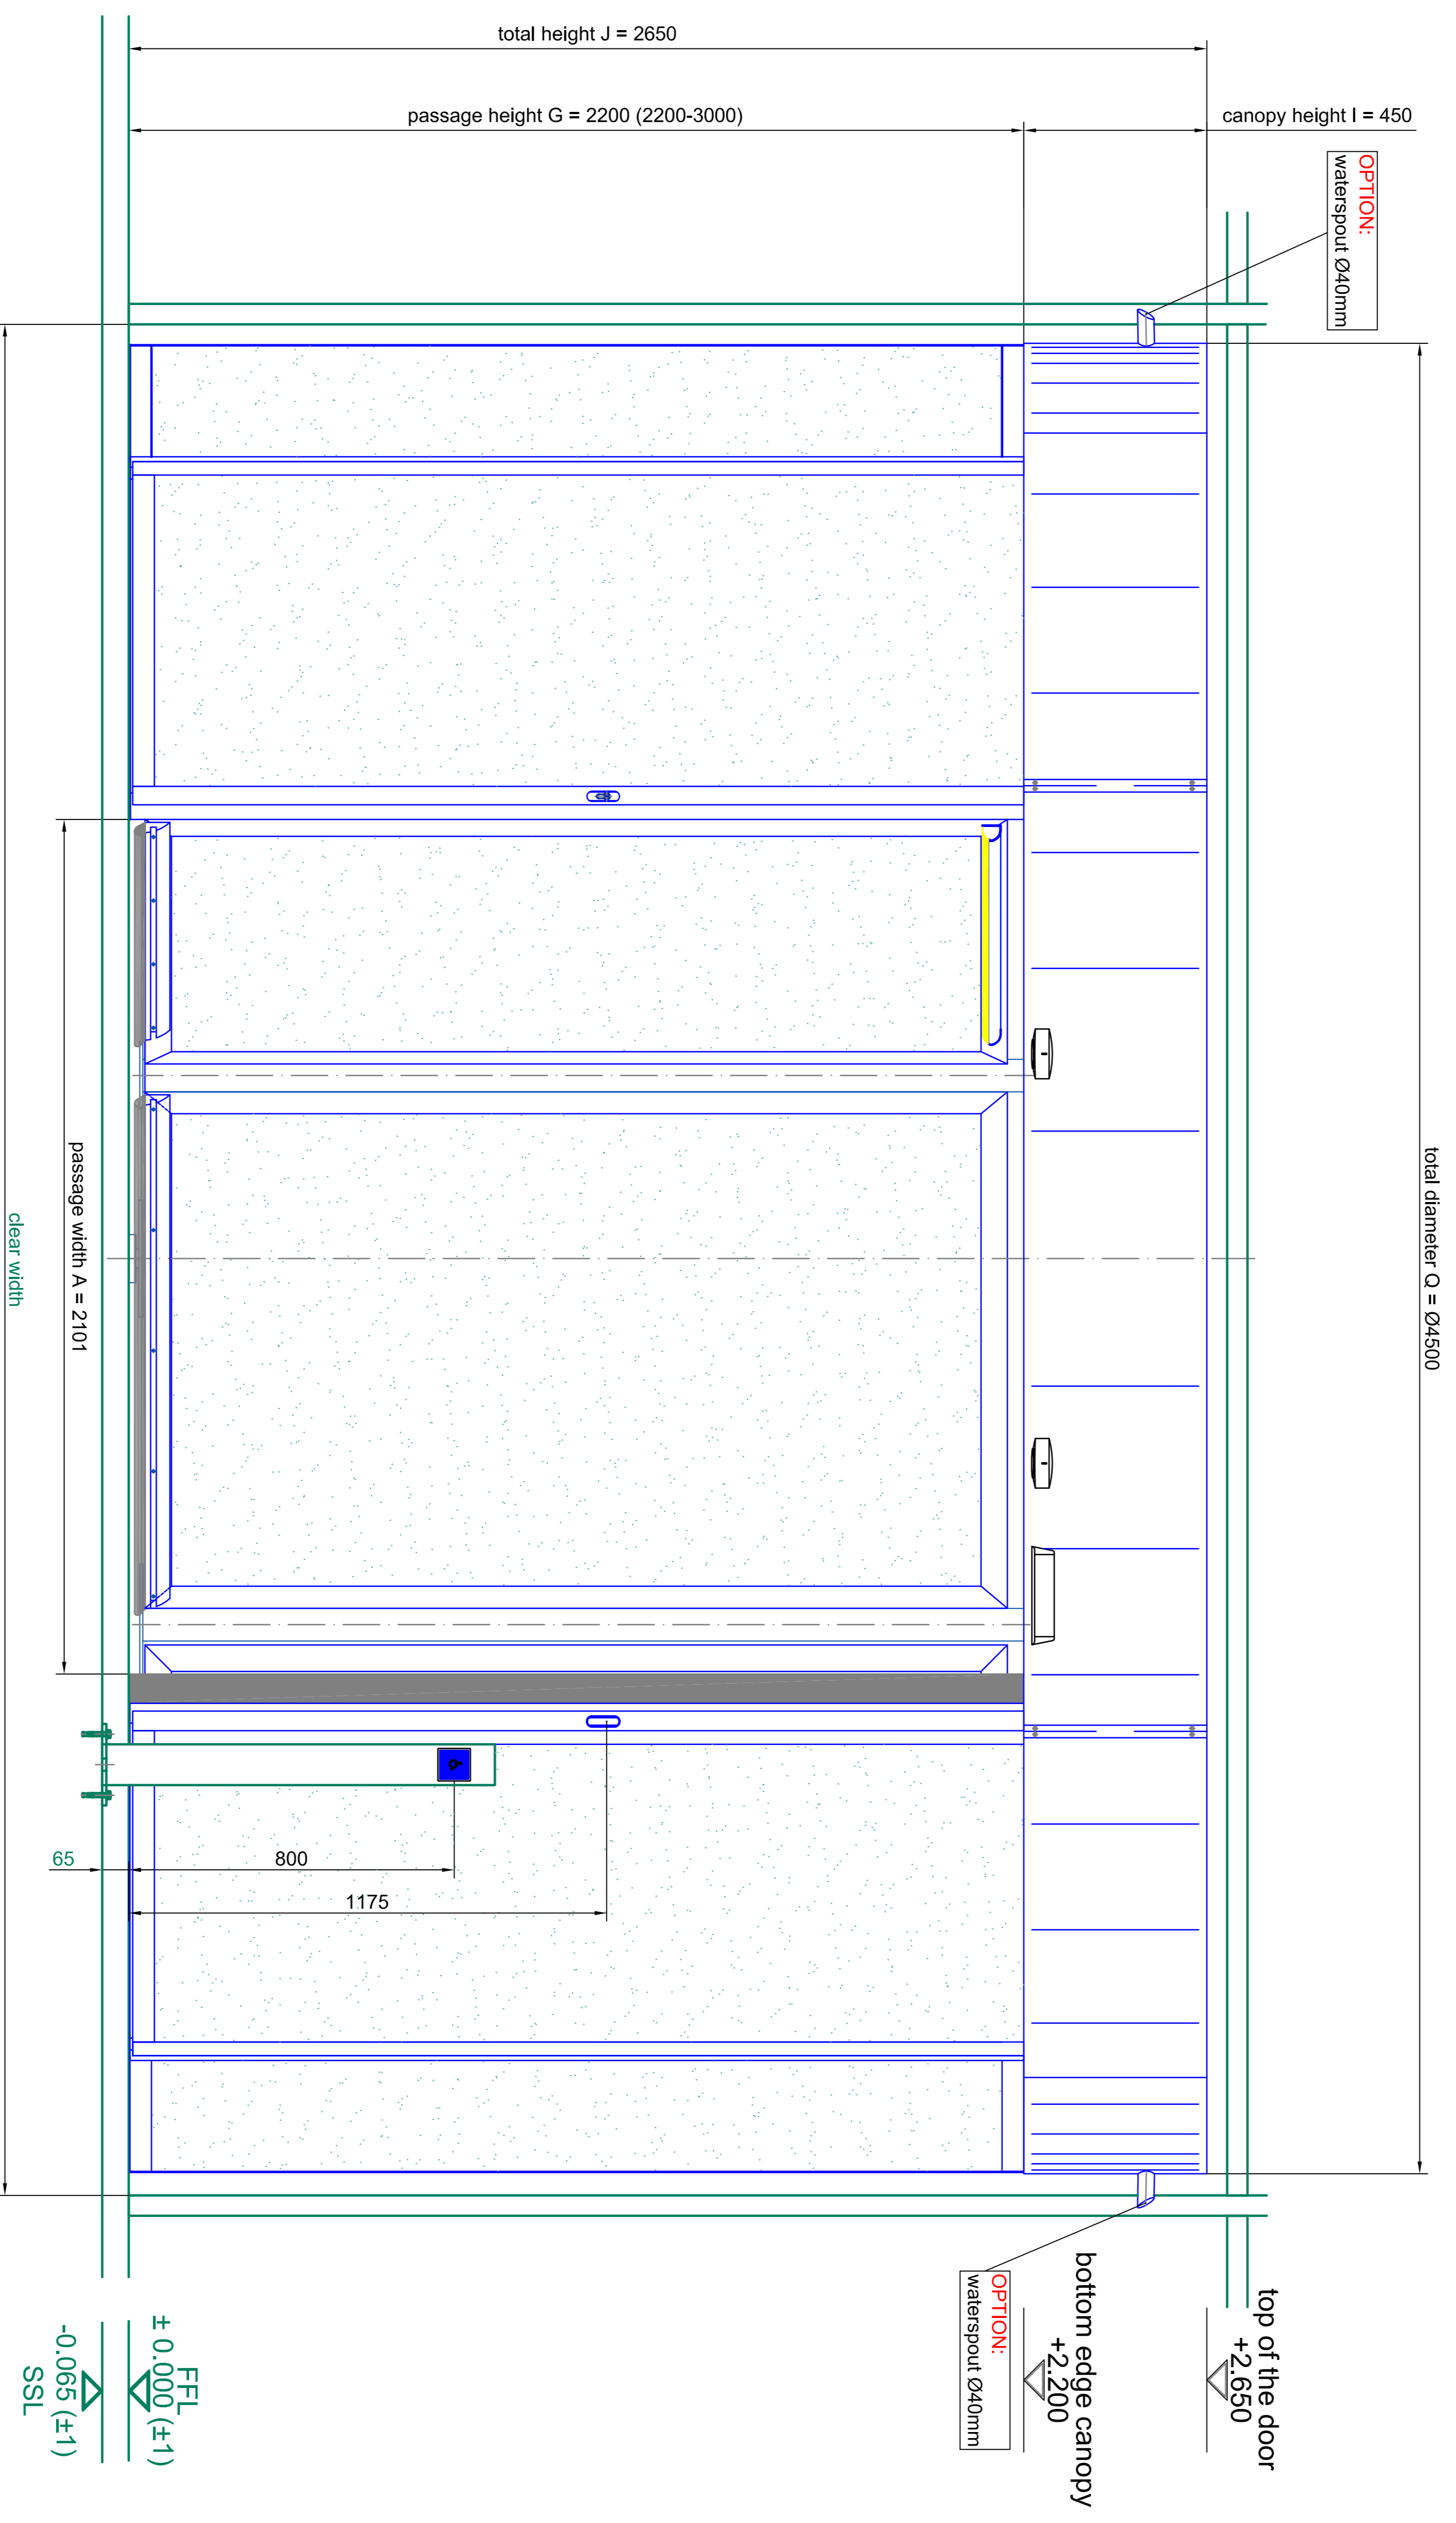 total height J = 2650
passage height G = 2200 (2200-3000)
canopy height I = 450
OPTION:
waterspout Ø40mm
total diameter Q = Ø4500
passage width A = 2101
clear width
65
800
1175
OPTION:
waterspout Ø40mm
top of the door
+2.650
bottom edge canopy
+2.200
FFL
± 0.000 (±1)
-0.065 (±1)
SSL